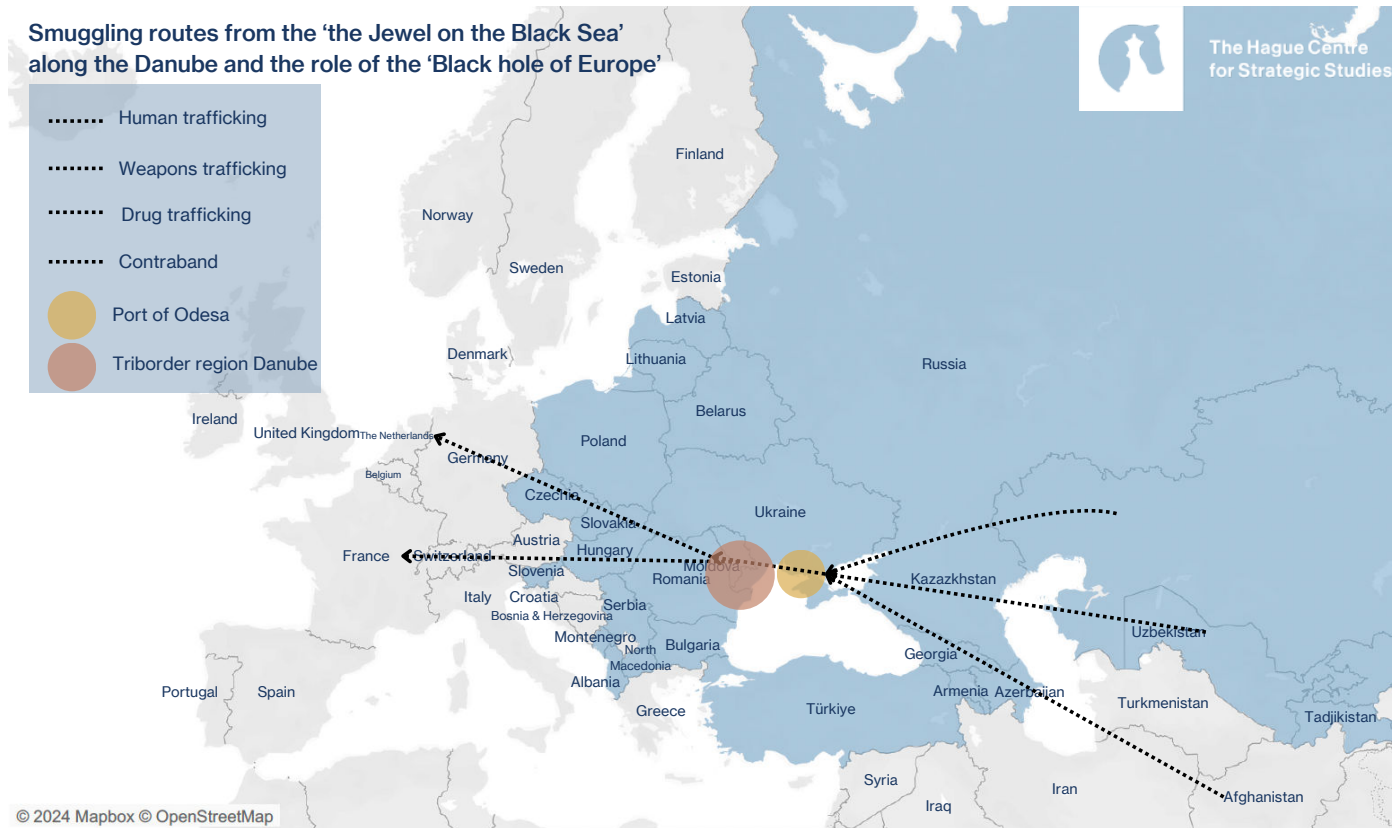 Smuggling routes from the ‘the Jewel on the Black Sea’
along the Danube and the role of the ‘Black hole of Europe’
The Hague Centre
for Strategic Studies
Human trafficking
Weapons trafficking
Drug trafficking
Contraband
Port of Odesa
Triborder region Danube
Finland
Norway
Sweden
Estonia
Latvia
Denmark
Lithuania
Russia
Belarus
Ireland
United Kingdom
The Netherlands
Poland
Germany
Belgium
Czechia
Ukraine
Slovakia
Austria
Hungary
France
Switzerland
Moldova
Slovenia
Romania
Kazazkhstan
Italy
Croatia
Serbia
Bosnia & Herzegovina
Uzbekistan
Montenegro
Bulgaria
North
Macedonia
Georgia
Albania
Portugal
Spain
Armenia
Azerbaijan
Turkmenistan
Greece
Türkiye
Tadjikistan
Syria
Iran
Iraq
Afghanistan
© 2024 Mapbox © OpenStreetMap